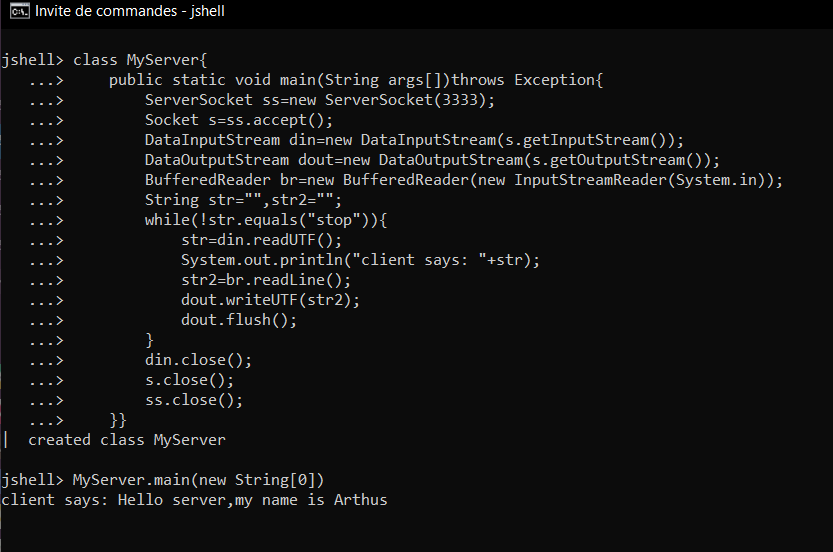 Invite de commandes - jshell
jshell> class MyServer{
...> public static void main(String args[])throws Exception{
...> ServerSocket ss=new ServerSocket(3333);
...> Socket s=ss.accept();
...> DataInputStream din=new DataInputStream(s.getInputStream());
...> DataOutputStream dout=new DataOutputStream(s.getOutputStream());
...> BufferedReader br=new BufferedReader(new InputStreamReader(System.in));
...> String str="",str2="";
...> while(!str.equals("stop")){
...> str=din.readUTF();
...> System.out.println("client says: "+str);
...> str2=br.readLine();
...> dout.writeUTF(str2);
...> dout.flush();
...> }
...> din.close();
...> s.close();
...> ss.close();
...> }}
| created class MyServer
jshell> MyServer.main(new String[0])
client says: Hello server,my name is Arthus